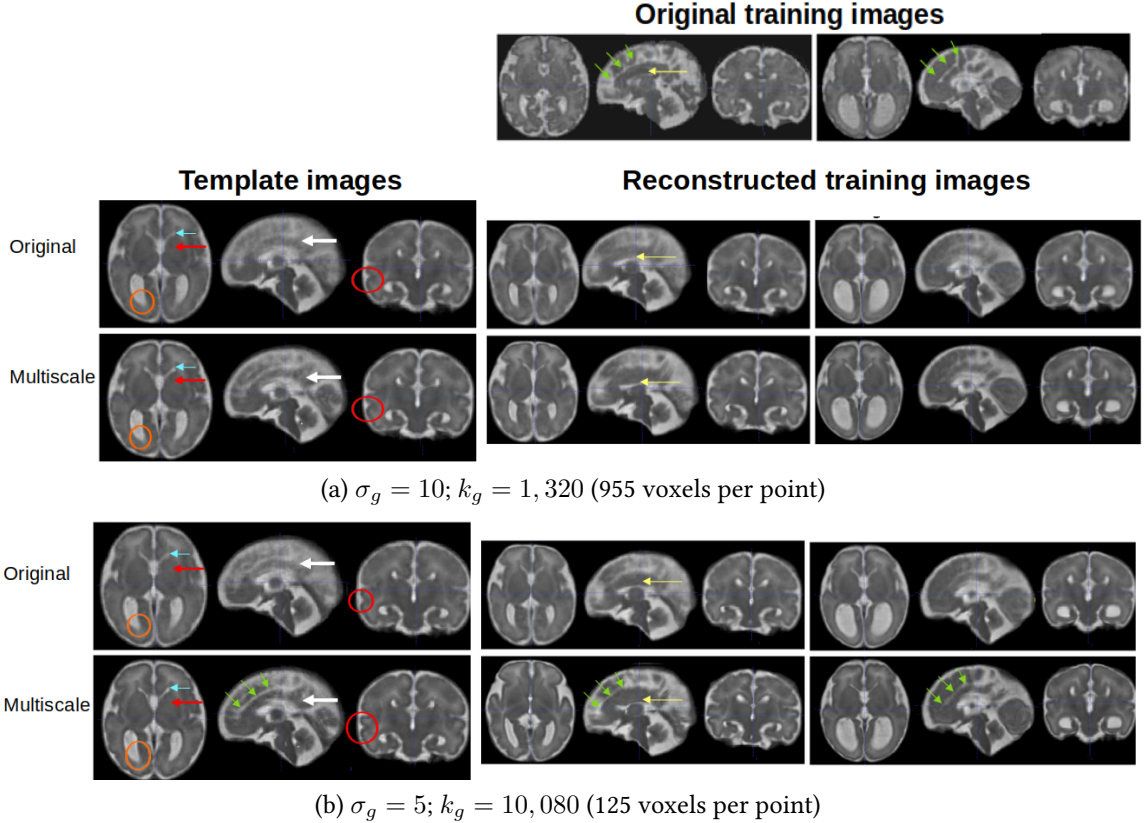 Original training images
Template images
Reconstructed training images
Original
Multiscale
(a) σ_g = 10; k_g = 1, 320 (955 voxels per point)
Original
Multiscale
(b) σ_g = 5; k_g = 10, 080 (125 voxels per point)